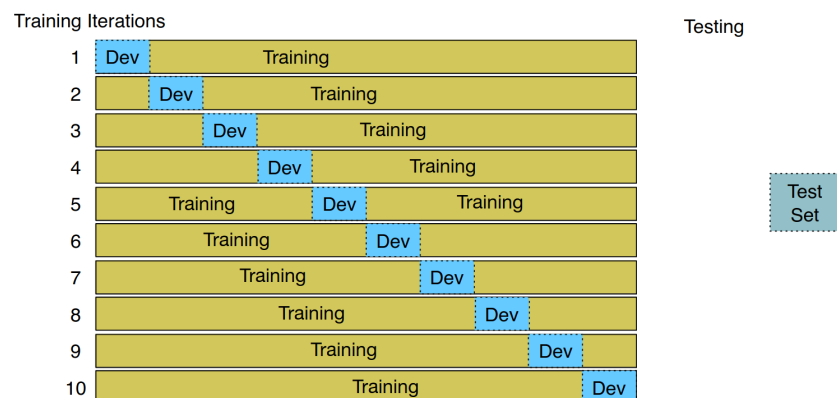 Training Iterations
Testing
1 Dev Training
2 Dev Training
3 Dev Training
4 Dev Training
5 Training Dev Training
6 Training Dev
7 Training Dev
8 Training Dev
9 Training Dev
10 Training Dev
Test
Set